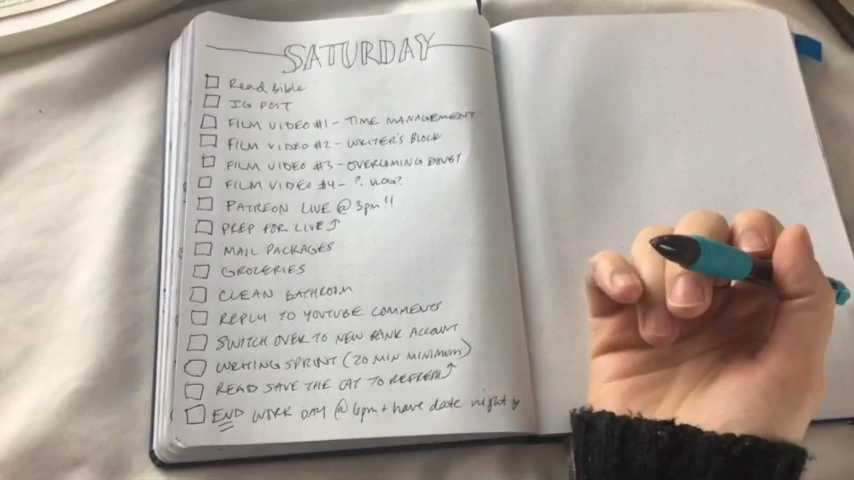 SATURDAY
Read Bible
IG POST
FILM VIDEO #1 - TIME MANAGEMENT
FILM VIDEO #2 - WRITER'S BLOCK
FILM VIDEO #3 - OVERCOMING DOUBT
FILM VIDEO #4 - ?. VLOG?
PATREON LIVE @ 3pm!!
PREP FOR LIVE ⤴
MAIL PACKAGES
GROCERIES
CLEAN BATHROOM
REPLY TO YOUTUBE COMMENTS
SWITCH OVER TO NEW BANK ACCOUNT
WRITING SPRINT (20 MIN MINIMUM)
READ SAVE THE CAT TO REFRESH ⤴
END WORK DAY @ 6pm + have date night